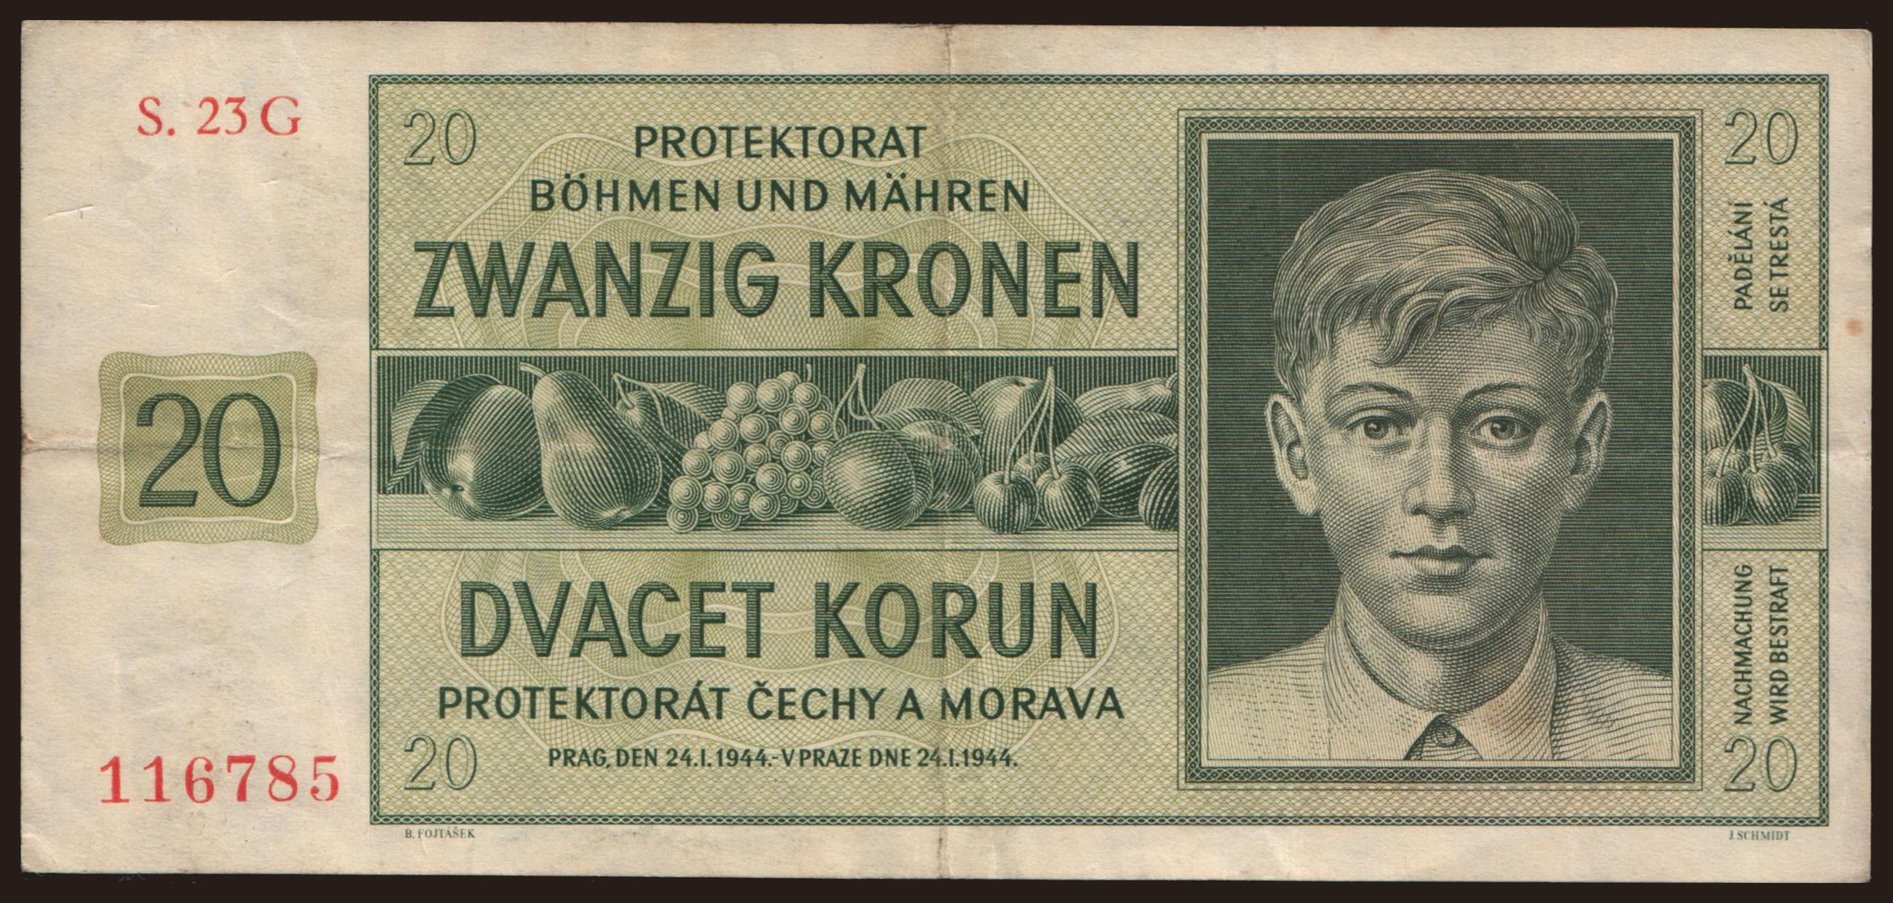 S. 23 G
20
PROTEKTORAT
BÖHMEN UND MÄHREN
ZWANZIG KRONEN
20
DVACET KORUN
PROTEKTORÁT ČECHY A MORAVA
20
PRAG, DEN 24.I.1944.-V PRAZE DNE 24.I.1944.
116785
B. FOJTÁŠEK
20
PADĚLÁNÍ
SE TRESTÁ
NACHMACHUNG
WIRD BESTRAFT
20
J. SCHMIDT